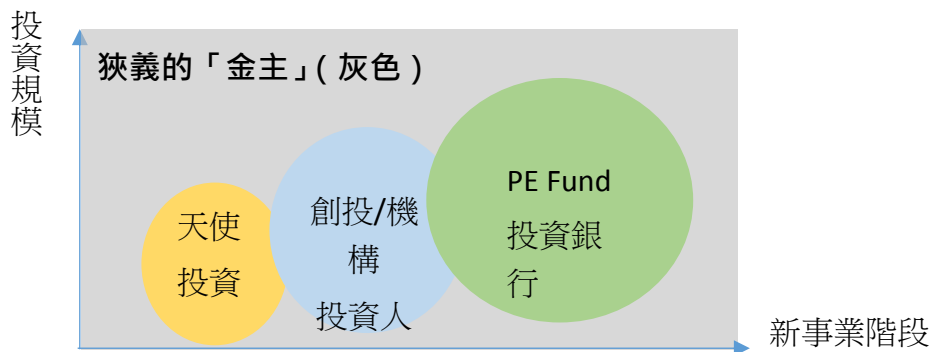 投資規模
狹義的「金主」(灰色)
天使
投資
創投/機
構
投資人
PE Fund
投資銀
行
新事業階段